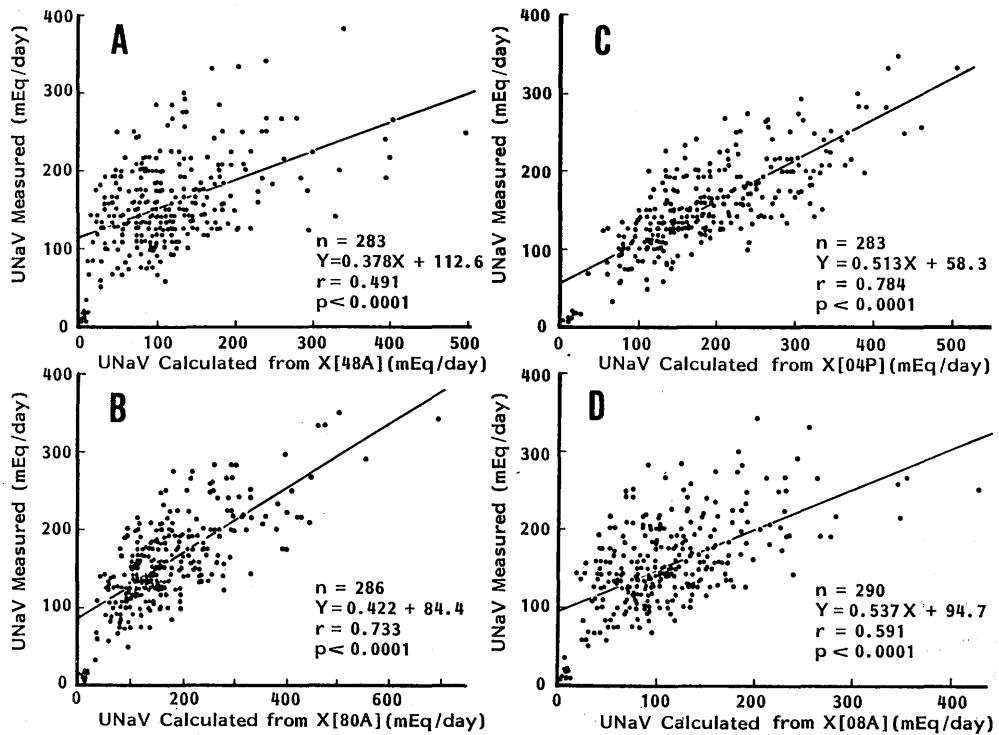 A
UNaV Measured (mEq/day)
400
300
200
100
0
n = 283
Y=0.378X + 112.6
r = 0.491
p< 0.0001
0 100 200 300 400 500
UNaV Calculated from X[48A](mEq/day)
C
UNaV Measured (mEq/day)
400
300
200
100
0
n = 283
Y = 0.513X + 58.3
r = 0.784
p< 0.0001
0 100 200 300 400 500
UNaV Calculated from X[04P](mEq/day)
B
UNaV Measured (mEq/day)
400
300
200
100
0
n = 286
Y=0.422 + 84.4
r = 0.733
p< 0.0001
0 200 400 600
UNaV Calculated from X[80A](mEq/day)
D
UNaV Measured (mEq/day)
400
300
200
100
0
n = 290
Y=0.537X + 94.7
r = 0.591
p< 0.0001
0 100 200 300 400
UNaV Calculated from X[08A](mEq/day)